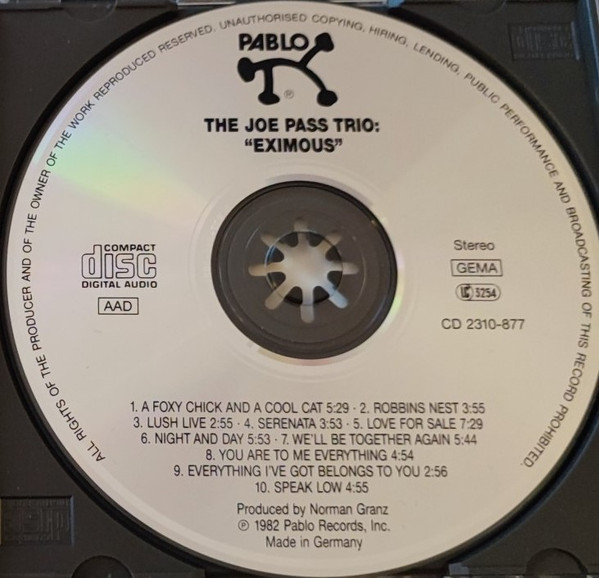 ALL RIGHTS OF THE PRODUCER AND OF THE OWNER OF THE WORK REPRODUCED RESERVED. UNAUTHORISED COPYING, HIRING, LENDING, PUBLIC PERFORMANCE AND BROADCASTING OF THIS RECORD PROHIBITED.
PABLO
®
THE JOE PASS TRIO:
"EXIMOUS"
COMPACT
disc
DIGITAL AUDIO
AAD
Stereo
GEMA
LC 3254
CD 2310-877
1. A FOXY CHICK AND A COOL CAT 5:29 · 2. ROBBINS NEST 3:55
3. LUSH LIVE 2:55 · 4. SERENATA 3:53 · 5. LOVE FOR SALE 7:29
6. NIGHT AND DAY 5:53 · 7. WE'LL BE TOGETHER AGAIN 5:44
8. YOU ARE TO ME EVERYTHING 4:54
9. EVERYTHING I'VE GOT BELONGS TO YOU 2:56
10. SPEAK LOW 4:55
Produced by Norman Granz
℗ 1982 Pablo Records, Inc.
Made in Germany